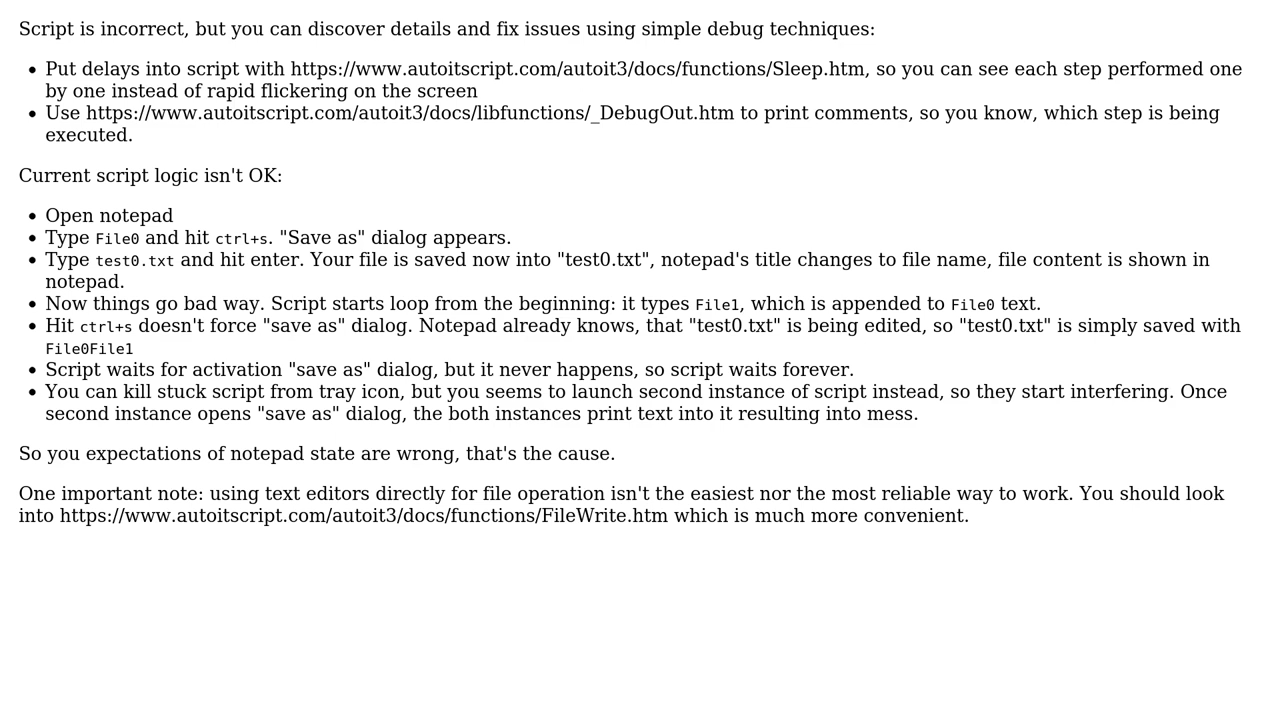 Script is incorrect, but you can discover details and fix issues using simple debug techniques:
• Put delays into script with https://www.autoitscript.com/autoit3/docs/functions/Sleep.htm, so you can see each step performed one
by one instead of rapid flickering on the screen
• Use https://www.autoitscript.com/autoit3/docs/libfunctions/_DebugOut.htm to print comments, so you know, which step is being
executed.
Current script logic isn't OK:
• Open notepad
• Type File0 and hit ctrl+s. "Save as" dialog appears.
• Type test0.txt and hit enter. Your file is saved now into "test0.txt", notepad's title changes to file name, file content is shown in
notepad.
• Now things go bad way. Script starts loop from the beginning: it types File1, which is appended to File0 text.
• Hit ctrl+s doesn't force "save as" dialog. Notepad already knows, that "test0.txt" is being edited, so "test0.txt" is simply saved with
File0File1
• Script waits for activation "save as" dialog, but it never happens, so script waits forever.
• You can kill stuck script from tray icon, but you seems to launch second instance of script instead, so they start interfering. Once
second instance opens "save as" dialog, the both instances print text into it resulting into mess.
So you expectations of notepad state are wrong, that's the cause.
One important note: using text editors directly for file operation isn't the easiest nor the most reliable way to work. You should look
into https://www.autoitscript.com/autoit3/docs/functions/FileWrite.htm which is much more convenient.